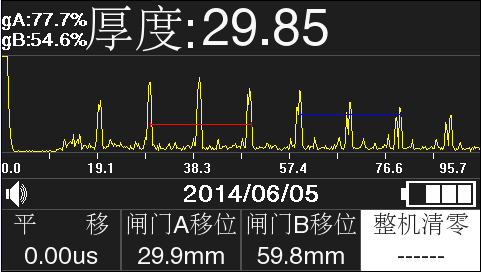 gA:77.7%
gB:54.6%
厚度:29.85
0.0 19.1 38.3 57.4 76.6 95.7
2014/06/05
平 移 闸门A移位 闸门B移位 整机清零
0.00us 29.9mm 59.8mm ------